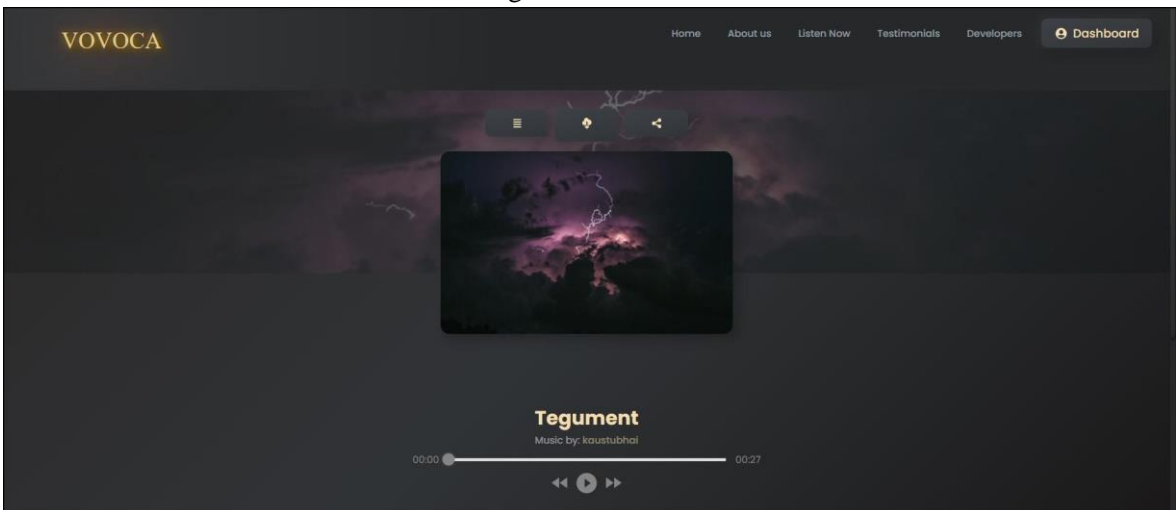 VOVOCA
Home About us Listen Now Testimonials Developers Dashboard
Tegument
Music by: kaustubhai
00:00 00:27